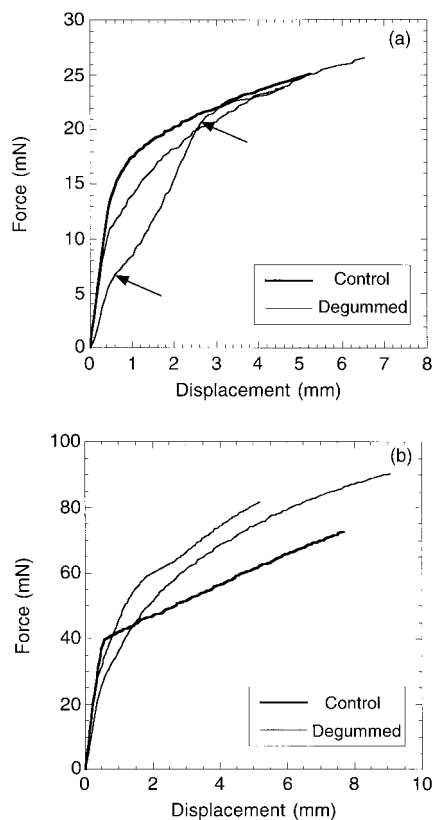 (a)
30
25
20
15
10
5
0
Force (mN)
Control
Degummed
0 1 2 3 4 5 6 7 8
Displacement (mm)
(b)
100
80
60
40
20
0
Force (mN)
Control
Degummed
0 2 4 6 8 10
Displacement (mm)